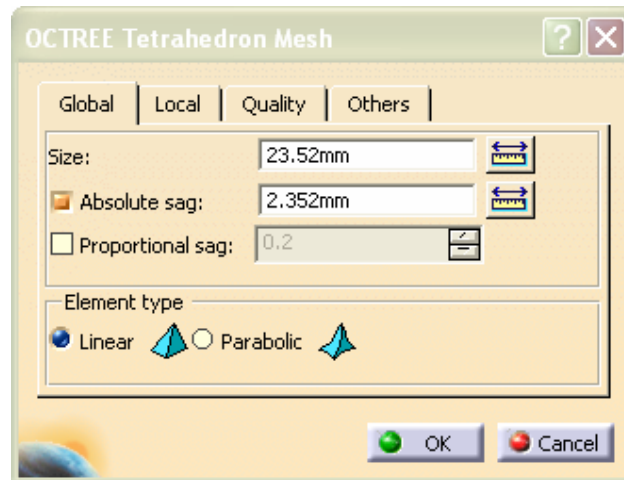 OCTREE Tetrahedron Mesh
Global Local Quality Others
Size: 23.52mm
Absolute sag: 2.352mm
Proportional sag: 0.2
Element type
Linear Parabolic
OK Cancel